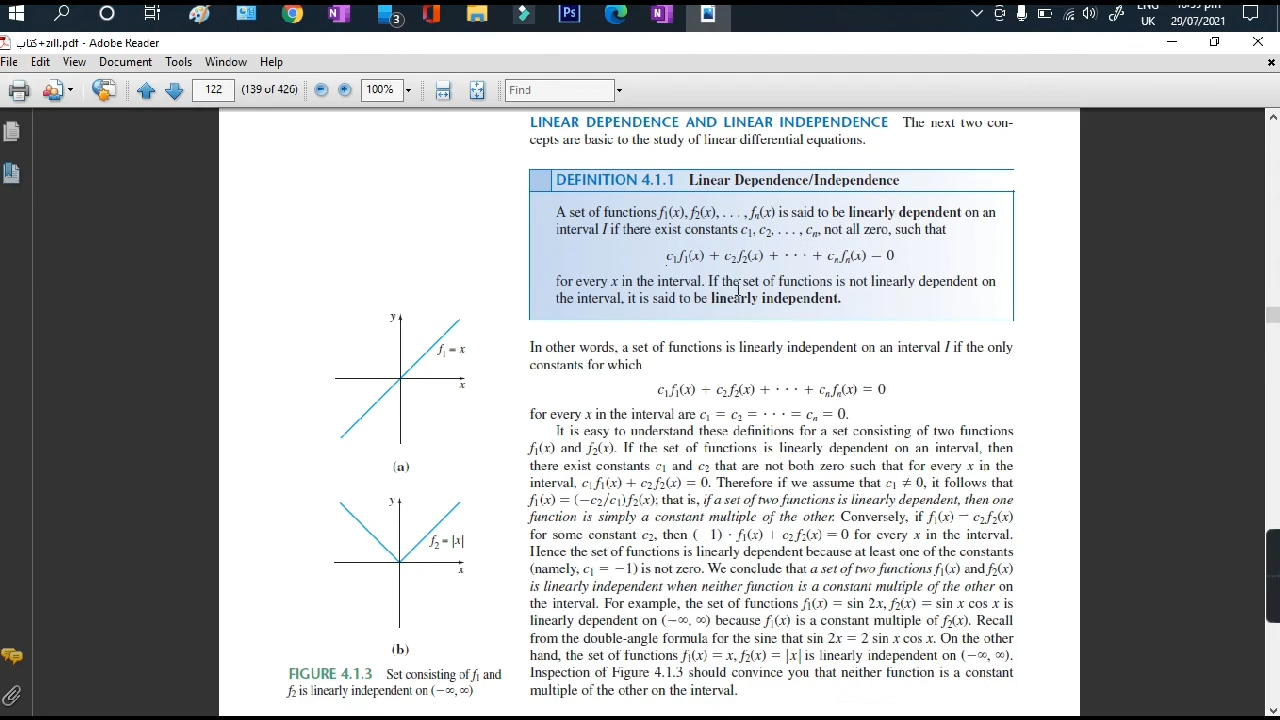 3
ENG
UK
29/07/2021
كتاب+zill.pdf - Adobe Reader
File Edit View Document Tools Window Help
122 (139 of 426) 100% Find
LINEAR DEPENDENCE AND LINEAR INDEPENDENCE The next two con-
cepts are basic to the study of linear differential equations.
DEFINITION 4.1.1 Linear Dependence/Independence
A set of functions f₁(x), f₂(x), . . . , fₙ(x) is said to be linearly dependent on an
interval I if there exist constants c₁, c₂, . . . , cₙ, not all zero, such that
c₁f₁(x) + c₂f₂(x) + · · · + cₙfₙ(x) = 0
for every x in the interval. If the set of functions is not linearly dependent on
the interval, it is said to be linearly independent.
In other words, a set of functions is linearly independent on an interval I if the only
constants for which
c₁f₁(x) + c₂f₂(x) + · · · + cₙfₙ(x) = 0
for every x in the interval are c₁ = c₂ = · · · = cₙ = 0.
It is easy to understand these definitions for a set consisting of two functions
f₁(x) and f₂(x). If the set of functions is linearly dependent on an interval, then
there exist constants c₁ and c₂ that are not both zero such that for every x in the
interval, c₁f₁(x) + c₂f₂(x) = 0. Therefore if we assume that c₁ ≠ 0, it follows that
f₁(x) = (−c₂/c₁)f₂(x); that is, if a set of two functions is linearly dependent, then one
function is simply a constant multiple of the other. Conversely, if f₁(x) = c₂f₂(x)
for some constant c₂, then (−1) · f₁(x) + c₂f₂(x) = 0 for every x in the interval.
Hence the set of functions is linearly dependent because at least one of the constants
(namely, c₁ = −1) is not zero. We conclude that a set of two functions f₁(x) and f₂(x)
is linearly independent when neither function is a constant multiple of the other on
the interval. For example, the set of functions f₁(x) = sin 2x, f₂(x) = sin x cos x is
linearly dependent on (−∞, ∞) because f₁(x) is a constant multiple of f₂(x). Recall
from the double-angle formula for the sine that sin 2x = 2 sin x cos x. On the other
hand, the set of functions f₁(x) = x, f₂(x) = |x| is linearly independent on (−∞, ∞).
Inspection of Figure 4.1.3 should convince you that neither function is a constant
multiple of the other on the interval.
y
f₁ = x
x
(a)
y
f₂ = |x|
x
(b)
FIGURE 4.1.3 Set consisting of f₁ and
f₂ is linearly independent on (−∞, ∞)